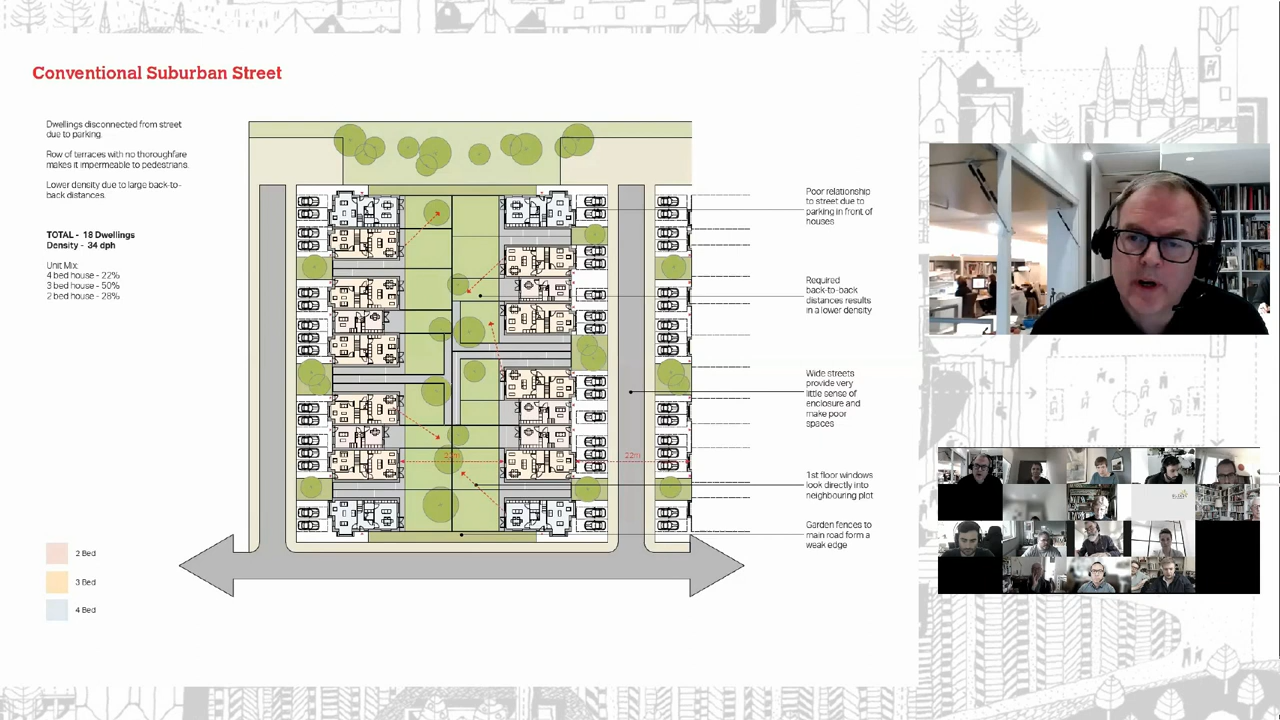 Conventional Suburban Street
Dwellings disconnected from street
due to parking.
Row of terraces with no thoroughfare
makes it impermeable to pedestrians.
Lower density due to large back-to-
back distances.
TOTAL - 18 Dwellings
Density - 34 dph
Unit Mix:
4 bed house - 22%
3 bed house - 50%
2 bed house - 28%
Poor relationship
to street due to
parking in front of
houses
Required
back-to-back
distances results
in a lower density
Wide streets
provide very
little sense of
enclosure and
make poor
spaces
22m
1st floor windows
look directly into
neighbouring plot
Garden fences to
main road form a
weak edge
2 Bed
3 Bed
4 Bed